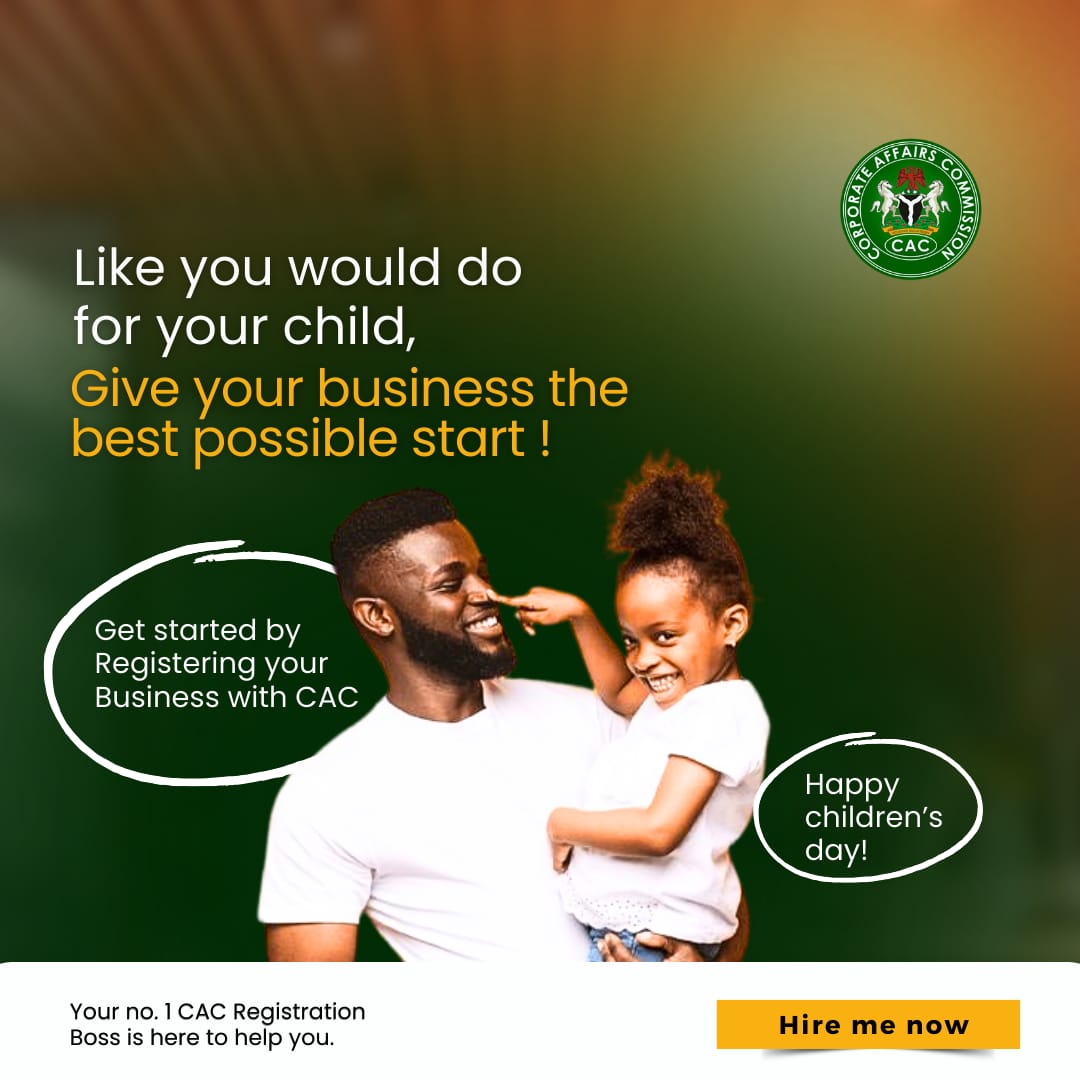 CORPORATE AFFAIRS COMMISSION
CAC
Like you would do
for your child,
Give your business the
best possible start !
Get started by
Registering your
Business with CAC
Happy
children's
day!
Your no. 1 CAC Registration
Boss is here to help you.
Hire me now